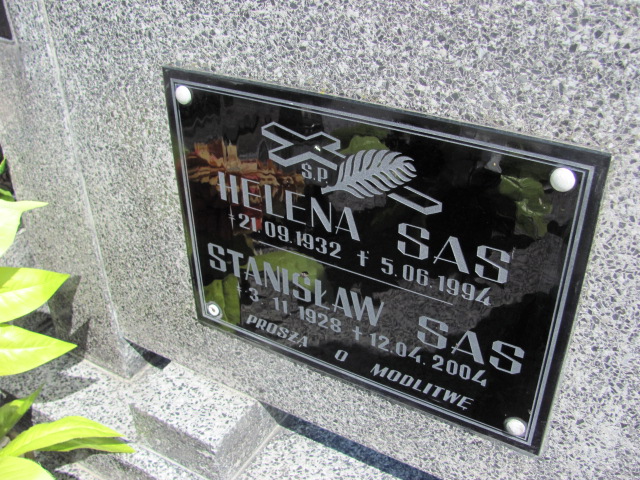 Ś.P.
HELENA SAS
*21.09.1932 † 5.06.1994
STANISŁAW SAS
*3.11.1928 † 12.04.2004
PROSZĄ O MODLITWĘ